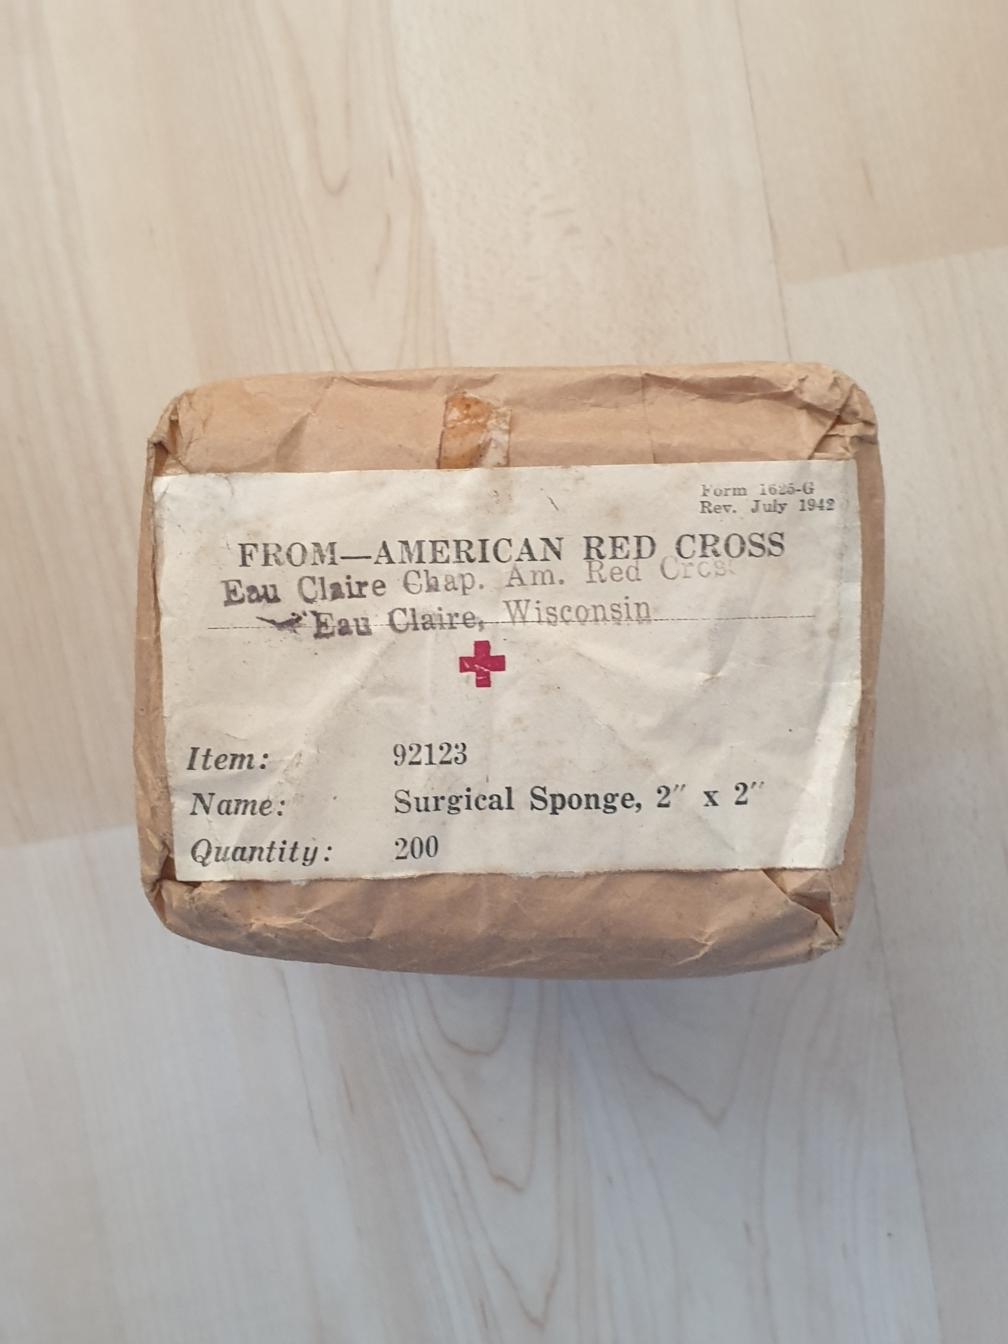 Form 1625-G
Rev. July 1942
FROM—AMERICAN RED CROSS
Eau Claire Chap. Am. Red Cross
Eau Claire, Wisconsin
Item: 92123
Name: Surgical Sponge, 2″ x 2″
Quantity: 200